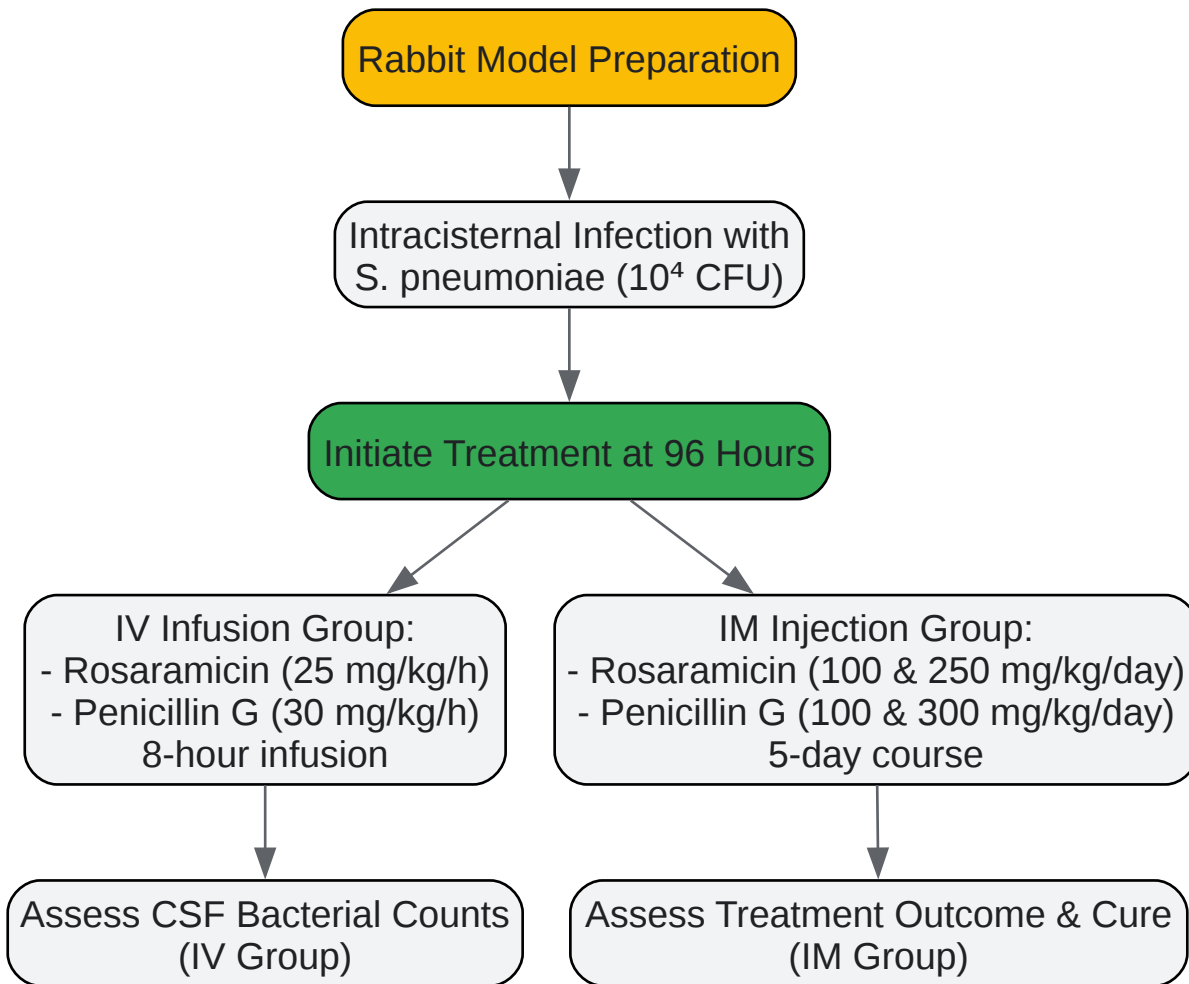 Rabbit Model Preparation
Intracisternal Infection with
S. pneumoniae (10⁴ CFU)
Initiate Treatment at 96 Hours
IV Infusion Group:
- Rosaramicin (25 mg/kg/h)
- Penicillin G (30 mg/kg/h)
8-hour infusion
IM Injection Group:
- Rosaramicin (100 & 250 mg/kg/day)
- Penicillin G (100 & 300 mg/kg/day)
5-day course
Assess CSF Bacterial Counts
(IV Group)
Assess Treatment Outcome & Cure
(IM Group)